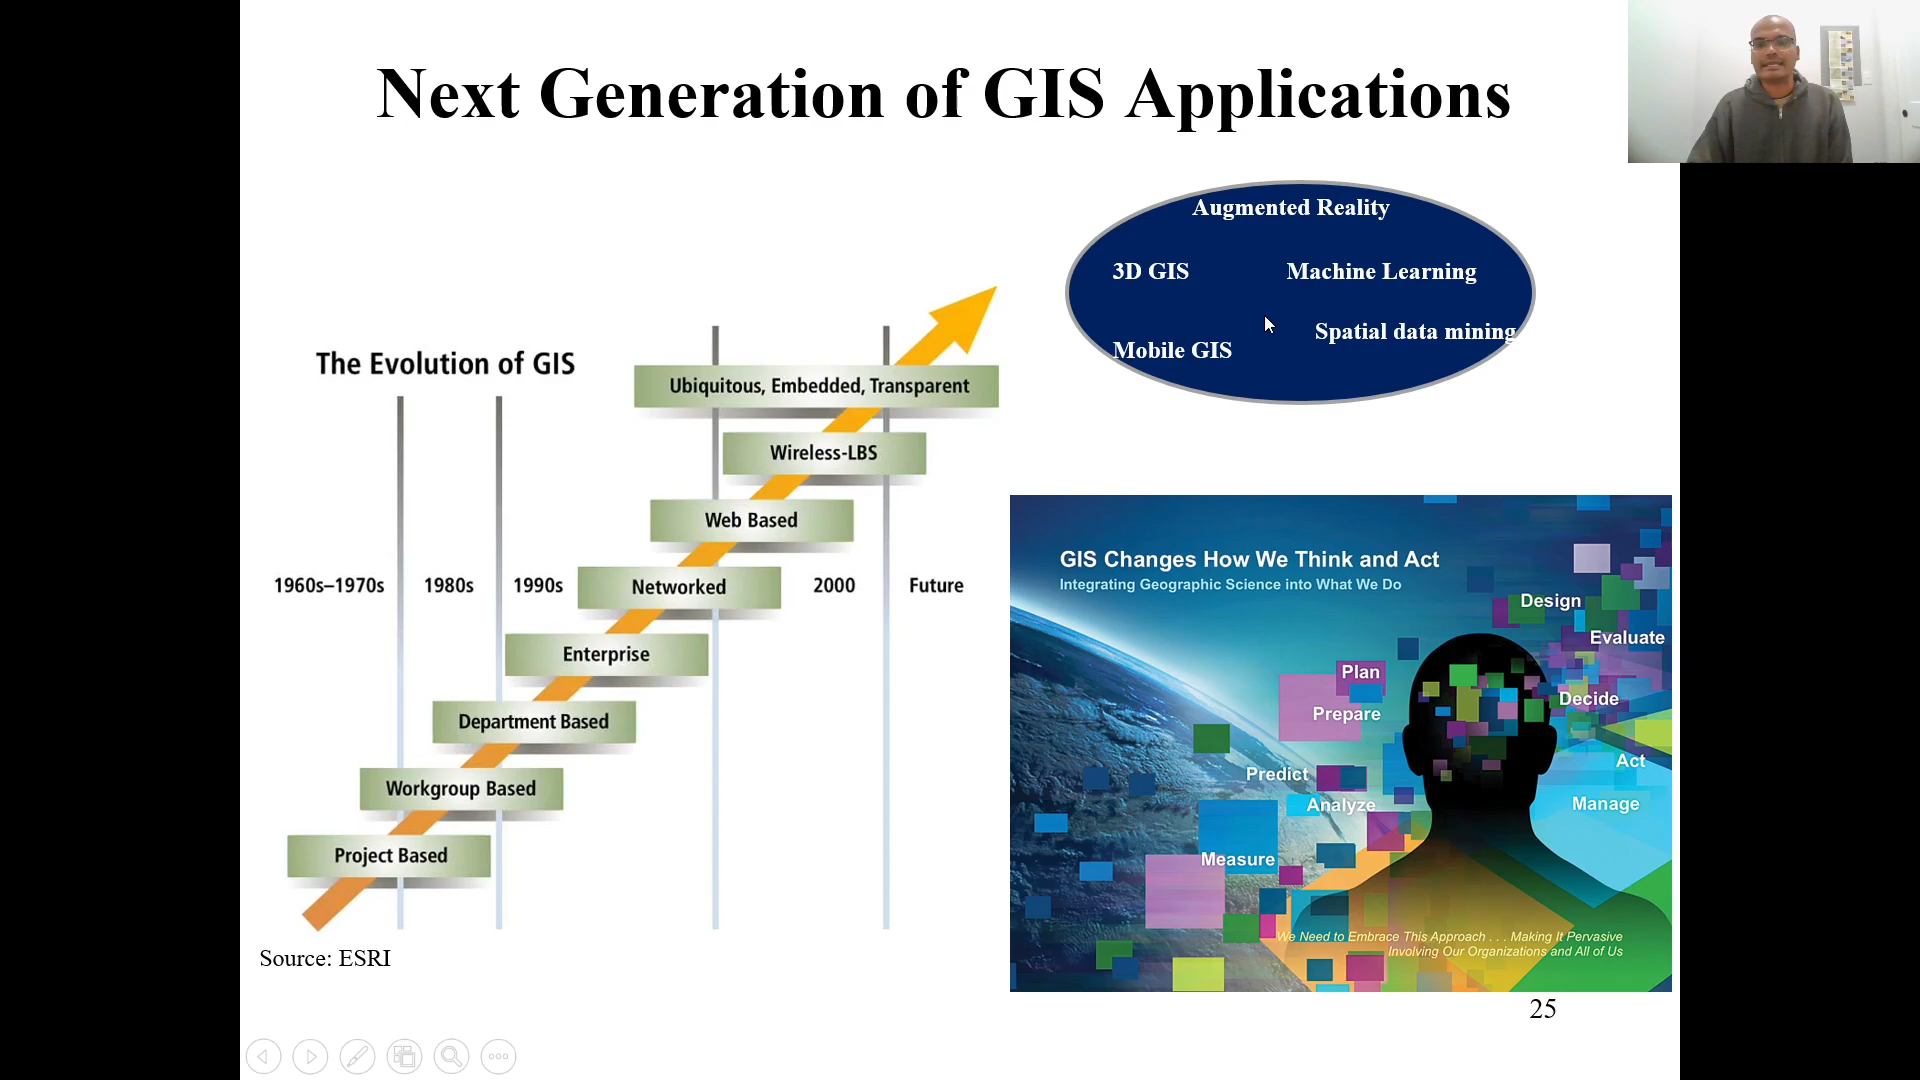 Next Generation of GIS Applications
Augmented Reality
3D GIS
Machine Learning
Spatial data mining
Mobile GIS
The Evolution of GIS
Ubiquitous, Embedded, Transparent
Wireless-LBS
Web Based
1960s–1970s
1980s
1990s
Networked
2000
Future
Enterprise
Department Based
Workgroup Based
Project Based
Source: ESRI
GIS Changes How We Think and Act
Integrating Geographic Science into What We Do
Design
Evaluate
Plan
Decide
Prepare
Act
Predict
Analyze
Manage
Measure
We Need to Embrace This Approach . . . Making It Pervasive
Involving Our Organizations and All of Us
25